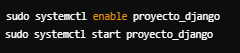 sudo systemctl enable proyecto_django
sudo systemctl start proyecto_django